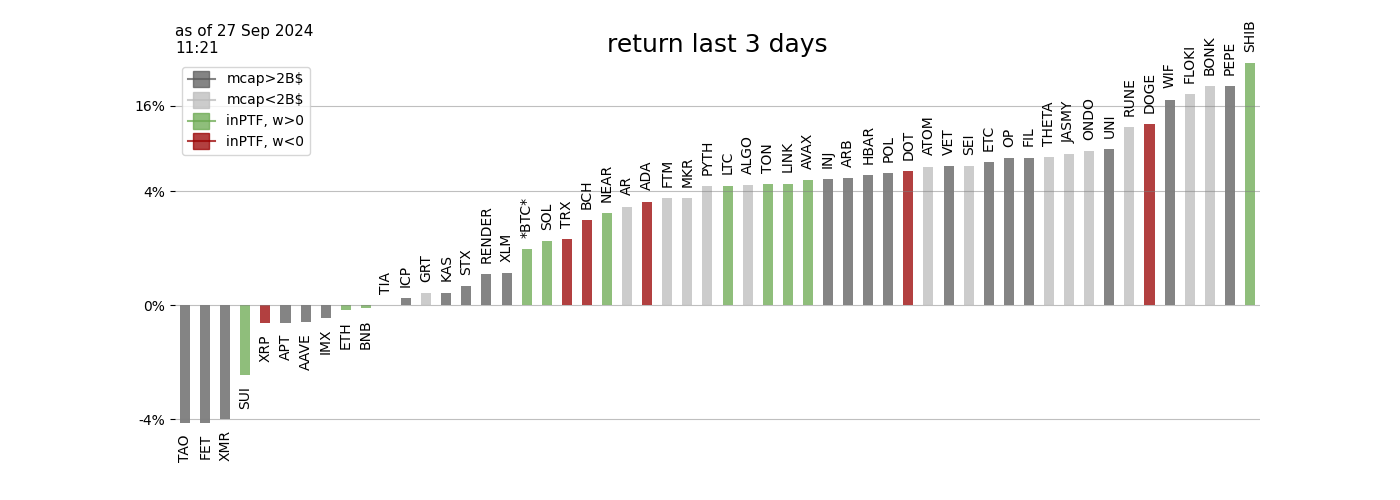 as of 27 Sep 2024
11:21
return last 3 days
mcap>2B$
mcap<2B$
inPTF, w>0
inPTF, w<0
16%
4%
0%
-4%
TAO
FET
XMR
SUI
XRP
APT
AAVE
IMX
ETH
BNB
TIA
ICP
GRT
KAS
STX
RENDER
XLM
*BTC*
SOL
TRX
BCH
NEAR
AR
ADA
FTM
MKR
PYTH
LTC
ALGO
TON
LINK
AVAX
INJ
ARB
HBAR
POL
DOT
ATOM
VET
SEI
ETC
OP
FIL
THETA
JASMY
ONDO
UNI
RUNE
DOGE
WIF
FLOKI
BONK
PEPE
SHIB